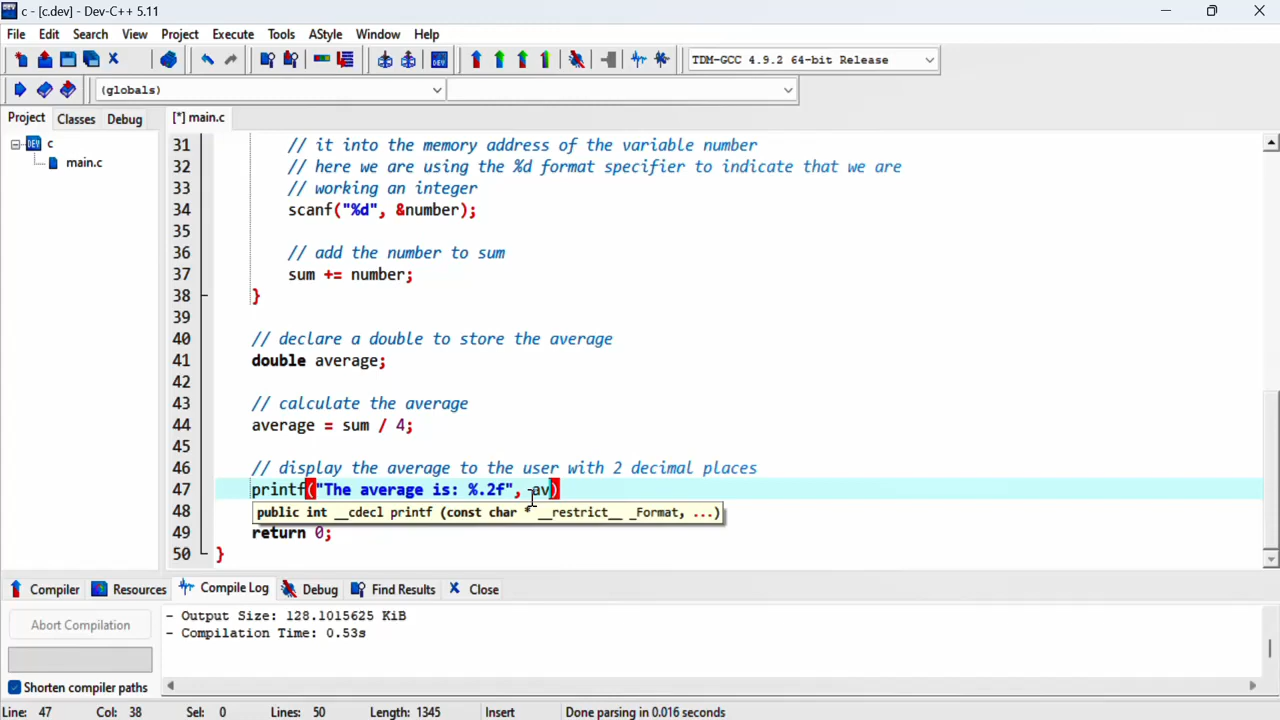 c - [c.dev] - Dev-C++ 5.11
File Edit Search View Project Execute Tools AStyle Window Help
TDM-GCC 4.9.2 64-bit Release
(globals)
Project Classes Debug [*] main.c
c
main.c
31 // it into the memory address of the variable number
32 // here we are using the %d format specifier to indicate that we are
33 // working an integer
34 scanf("%d", &number);
35
36 // add the number to sum
37 sum += number;
38 }
39
40 // declare a double to store the average
41 double average;
42
43 // calculate the average
44 average = sum / 4;
45
46 // display the average to the user with 2 decimal places
47 printf("The average is: %.2f", av)
48 public int __cdecl printf (const char * __restrict__ _Format, ...)
49 return 0;
50 }
Compiler Resources Compile Log Debug Find Results Close
Abort Compilation
- Output Size: 128.1015625 KiB
- Compilation Time: 0.53s
Shorten compiler paths
Line: 47 Col: 38 Sel: 0 Lines: 50 Length: 1345 Insert Done parsing in 0.016 seconds